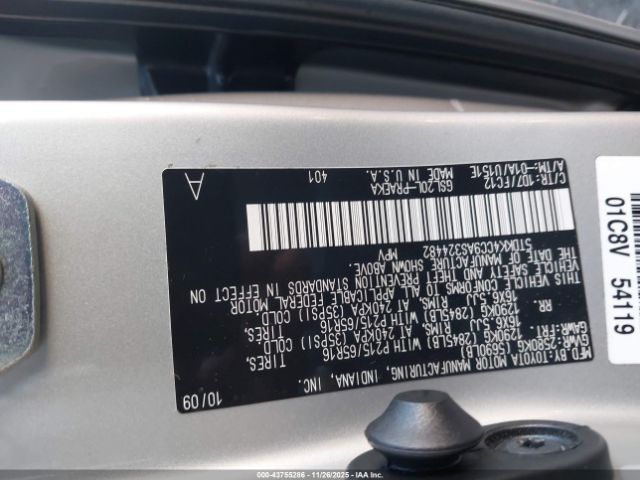 MFD.BY:TOYOTA MOTOR MANUFACTURING, INDIANA, INC. 10/09
GVWR:2580KG(5690LB)
GAWR:FRT. 1290KG (2845LB) WITH P215/65R16 TIRES,
16X6.5JJ RIMS, AT 240KPA (35PSI) COLD
RR. 1290KG (2845LB) WITH P215/65R16 TIRES,
16X6.5JJ RIMS, AT 240KPA (35PSI) COLD
THIS VEHICLE CONFORMS TO ALL APPLICABLE FEDERAL MOTOR
VEHICLE SAFETY AND THEFT PREVENTION STANDARDS IN EFFECT ON
THE DATE OF MANUFACTURE SHOWN ABOVE.
5TDKK4CC9AS324482 MPV
C/TR:1D7/FC12 GSL20L-PRAEKA 401 A
A/TM:-01A/U151E MADE IN U.S.A.
01C8V 54119
000-43755286 | 11/26/2025 - Copyright © IAA